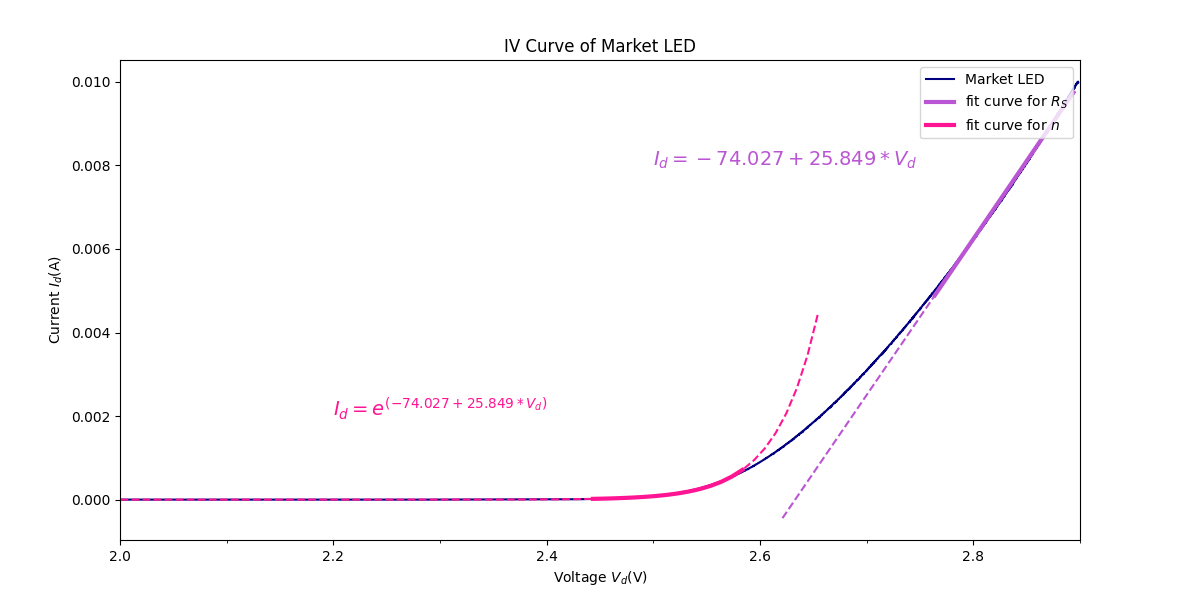 IV Curve of Market LED
Market LED
fit curve for $R_S$
fit curve for $n$
$I_d = -74.027 + 25.849 * V_d$
$I_d = e^{(-74.027 + 25.849 * V_d)}$
0.010
0.008
0.006
0.004
0.002
0.000
Current $I_d$(A)
2.0 2.2 2.4 2.6 2.8
Voltage $V_d$(V)